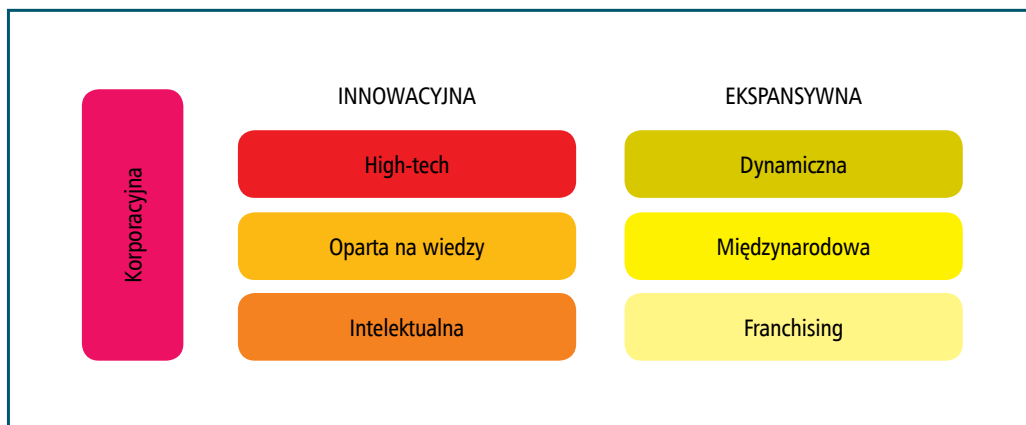 Korporacyjna
INNOWACYJNA
High-tech
Oparta na wiedzy
Intelektualna
EKSPANSYWNA
Dynamiczna
Międzynarodowa
Franchising